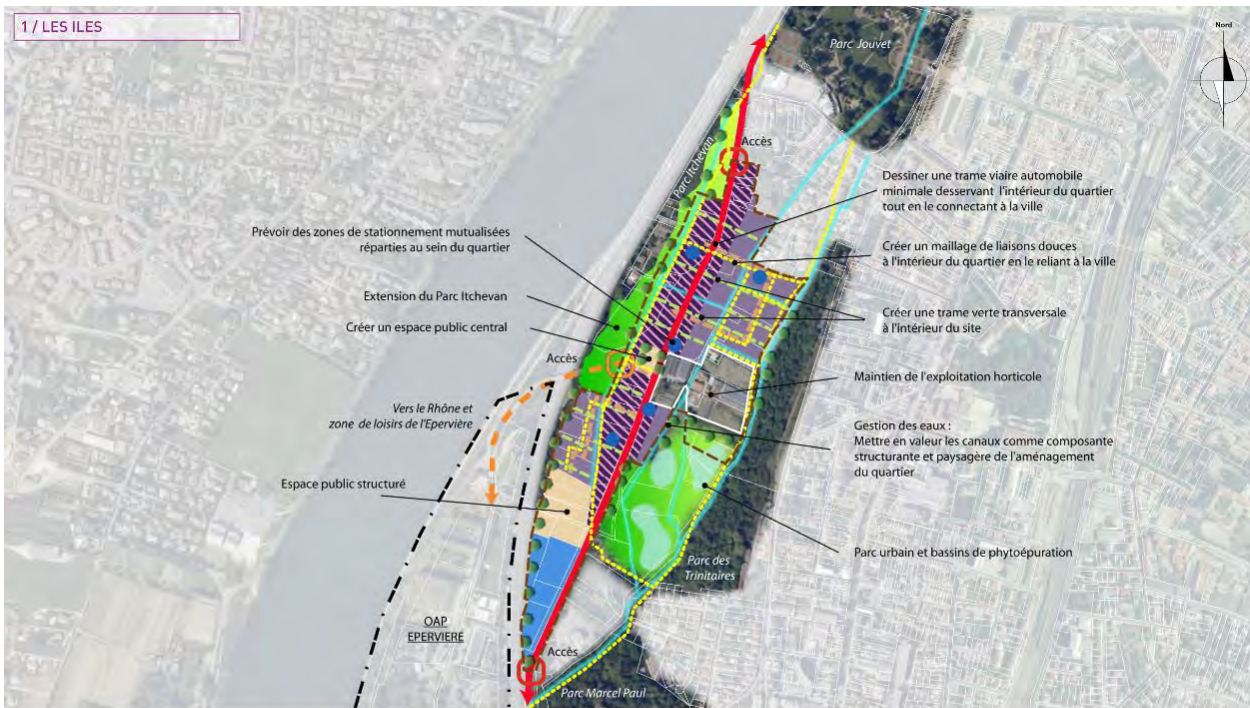 1 / LES ILES
Nord
Parc Jouvet
Parc Itchevan
Accès
Dessiner une trame viaire automobile
minimale desservant l'intérieur du quartier
tout en le connectant à la ville
Prévoir des zones de stationnement mutualisées
réparties au sein du quartier
Créer un maillage de liaisons douces
à l'intérieur du quartier en le reliant à la ville
Extension du Parc Itchevan
Créer un espace public central
Créer une trame verte transversale
à l'intérieur du site
Accès
Maintien de l'exploitation horticole
Vers le Rhône et
zone de loisirs de l'Epervière
Gestion des eaux :
Mettre en valeur les canaux comme composante
structurante et paysagère de l'aménagement
du quartier
Espace public structuré
Parc urbain et bassins de phytoépuration
Parc des
Trinitaires
OAP
EPERVIERE
Accès
Parc Marcel Paul